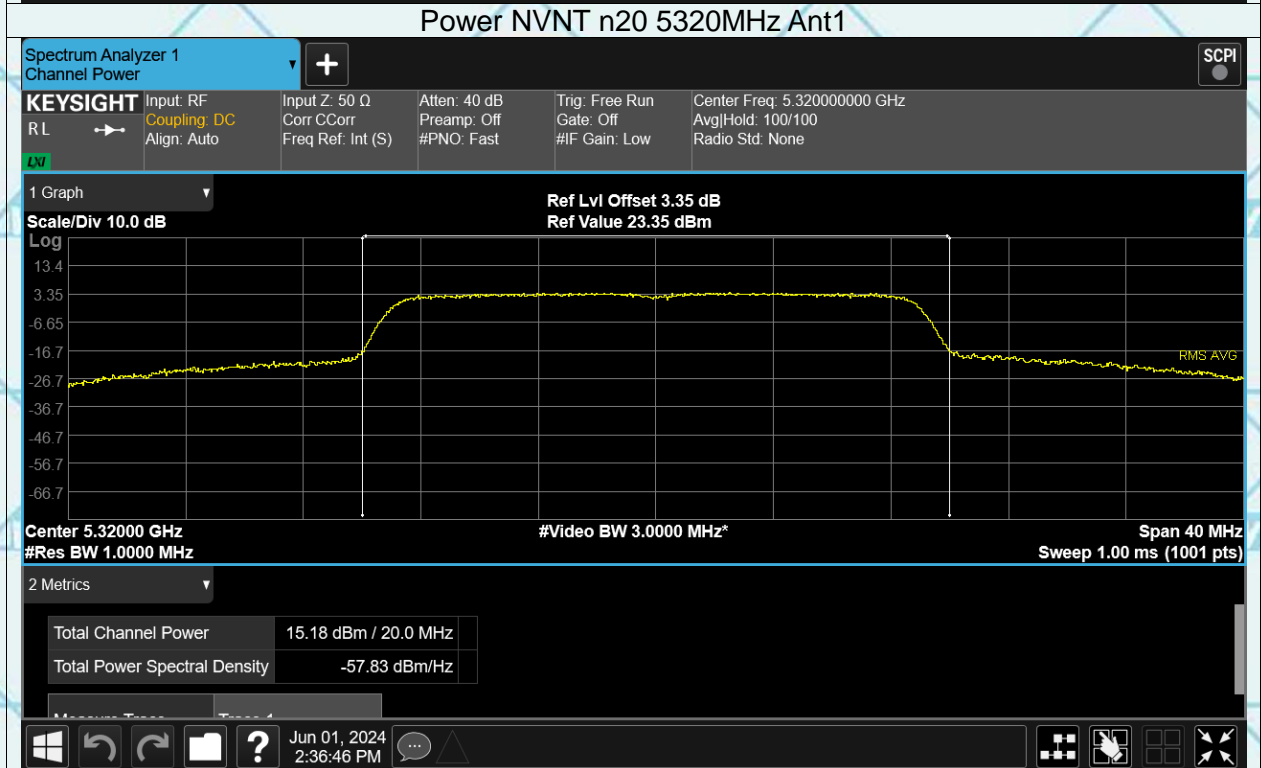 Power NVNT n20 5320MHz Ant1
Spectrum Analyzer 1
Channel Power
SCPI
KEYSIGHT
RL
LXI
Input: RF
Coupling: DC
Align: Auto
Input Z: 50 Ω
Corr CCorr
Freq Ref: Int (S)
Atten: 40 dB
Preamp: Off
#PNO: Fast
Trig: Free Run
Gate: Off
#IF Gain: Low
Center Freq: 5.320000000 GHz
Avg|Hold: 100/100
Radio Std: None
1 Graph
Scale/Div 10.0 dB
Ref Lvl Offset 3.35 dB
Ref Value 23.35 dBm
Log
13.4
3.35
-6.65
-16.7
-26.7
-36.7
-46.7
-56.7
-66.7
RMS AVG
Center 5.32000 GHz
#Video BW 3.0000 MHz*
Span 40 MHz
#Res BW 1.0000 MHz
Sweep 1.00 ms (1001 pts)
2 Metrics
Total Channel Power 15.18 dBm / 20.0 MHz
Total Power Spectral Density -57.83 dBm/Hz
Measure Trace Trace 1
?
Jun 01, 2024
2:36:46 PM